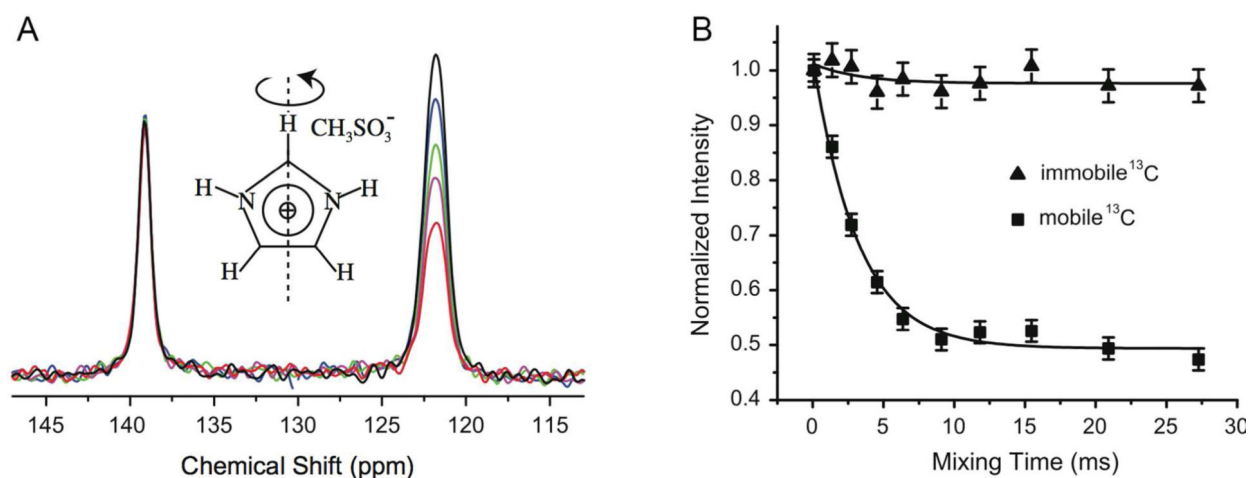 A
H
CH₃SO₃⁻
H
N
⊕
N
H
H
H
145
140
135
130
125
120
115
Chemical Shift (ppm)
B
Normalized Intensity
1.0
0.9
0.8
0.7
0.6
0.5
0.4
immobile ¹³C
mobile ¹³C
0
5
10
15
20
25
30
Mixing Time (ms)